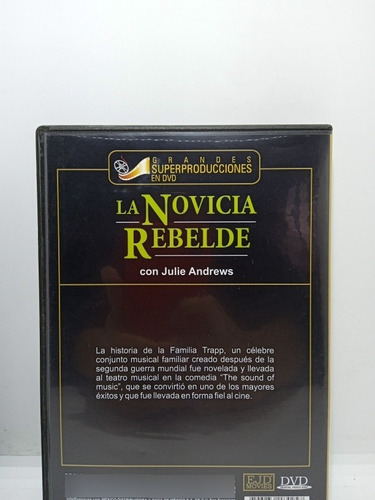 GRANDES
SUPERPRODUCCIONES
EN DVD
LA NOVICIA
REBELDE
con Julie Andrews
La historia de la Familia Trapp, un célebre
conjunto musical familiar creado después de la
segunda guerra mundial fue novelada y llevada
al teatro musical en la comedia "The sound of
music", que se convirtió en uno de los mayores
éxitos y que fue llevada en forma fiel al cine.
EJD
MOVIES
DVD